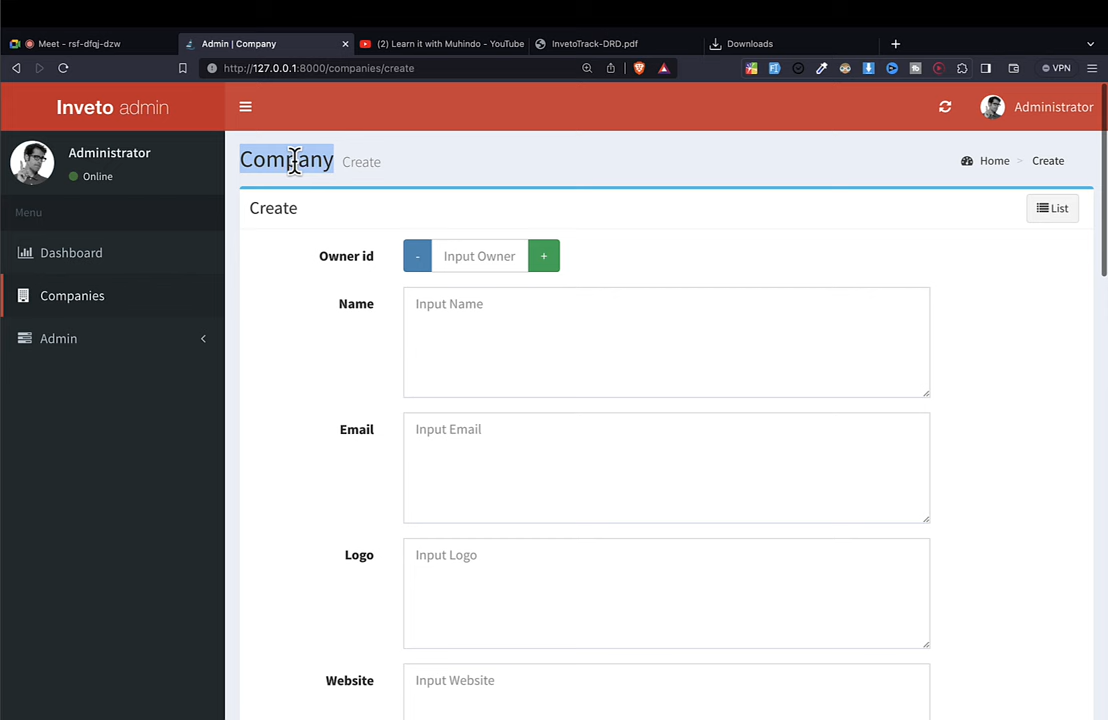 Meet - rsf-dfqj-dzw
Admin | Company
(2) Learn it with Muhindo - YouTube
InvetoTrack-DRD.pdf
Downloads
http://127.0.0.1:8000/companies/create
VPN
Inveto admin
Administrator
Administrator
Online
Company Create
Home > Create
Menu
Create
List
Dashboard
Owner id
-
Input Owner
+
Companies
Name
Input Name
Admin
Email
Input Email
Logo
Input Logo
Website
Input Website